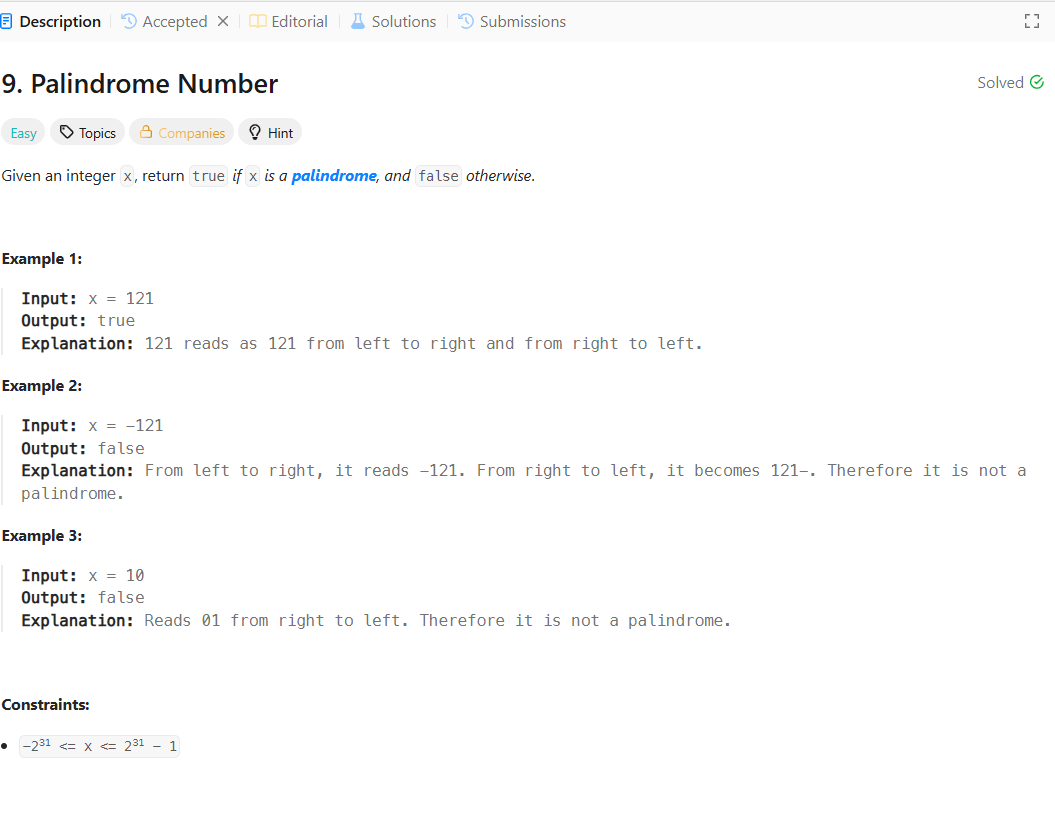 Description Accepted Editorial Solutions Submissions
9. Palindrome Number
Solved
Easy Topics Companies Hint
Given an integer x, return true if x is a palindrome, and false otherwise.
Example 1:
Input: x = 121
Output: true
Explanation: 121 reads as 121 from left to right and from right to left.
Example 2:
Input: x = -121
Output: false
Explanation: From left to right, it reads -121. From right to left, it becomes 121-. Therefore it is not a
palindrome.
Example 3:
Input: x = 10
Output: false
Explanation: Reads 01 from right to left. Therefore it is not a palindrome.
Constraints:
• -2³¹ <= x <= 2³¹ - 1